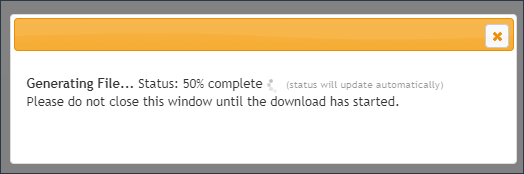 Generating File... Status: 50% complete (status will update automatically)
Please do not close this window until the download has started.